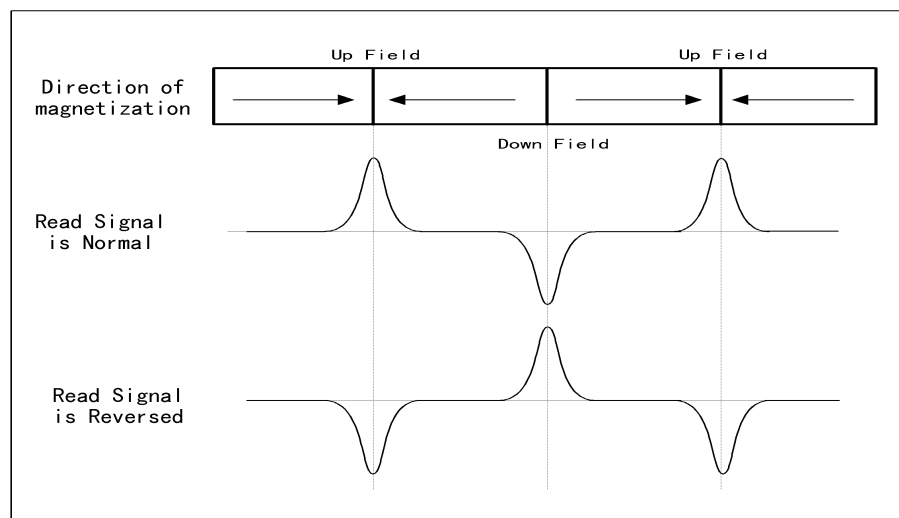 Up Field
Up Field
Direction of
magnetization
Down Field
Read Signal
is Normal
Read Signal
is Reversed